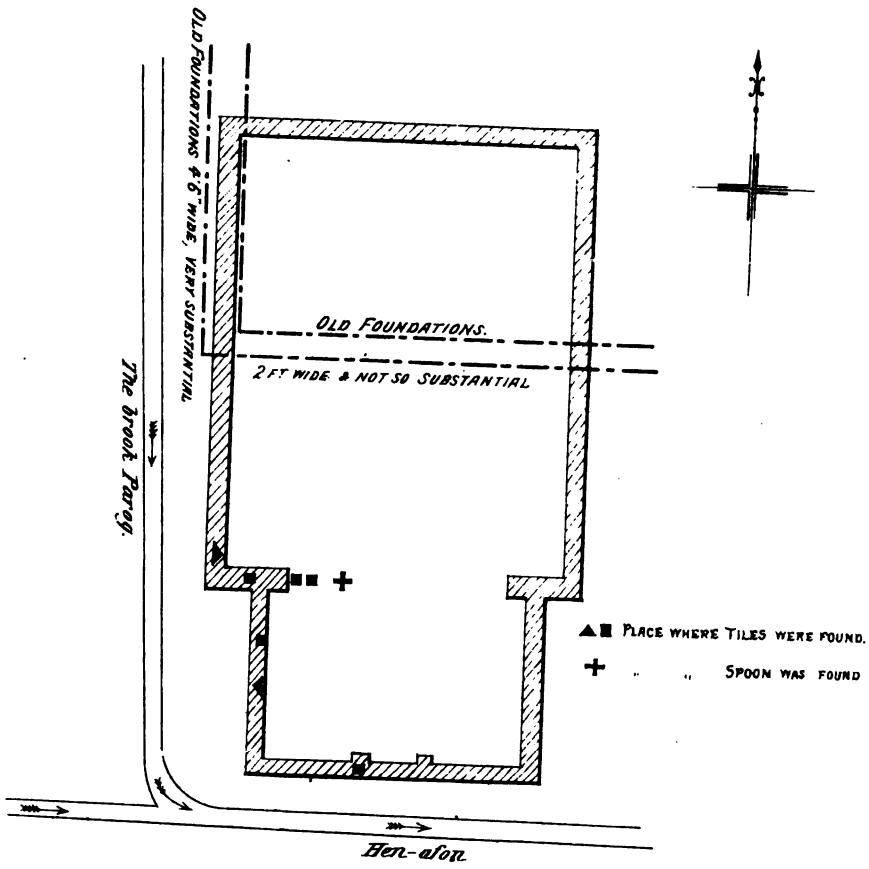 OLD FOUNDATIONS 4'6" WIDE, VERY SUBSTANTIAL
OLD FOUNDATIONS.
2 FT WIDE & NOT SO SUBSTANTIAL
The brook Parog.
PLACE WHERE TILES WERE FOUND.
" " SPOON WAS FOUND
Hen-afon